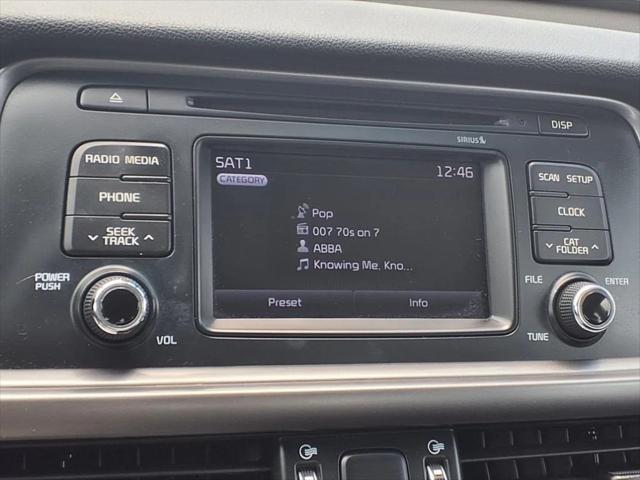 DISP
SIRIUS
RADIO MEDIA
PHONE
SEEK
TRACK
POWER
PUSH
VOL
SAT1
12:46
CATEGORY
Pop
007 70s on 7
ABBA
Knowing Me, Kno...
Preset
Info
SCAN SETUP
CLOCK
CAT
FOLDER
FILE
ENTER
TUNE